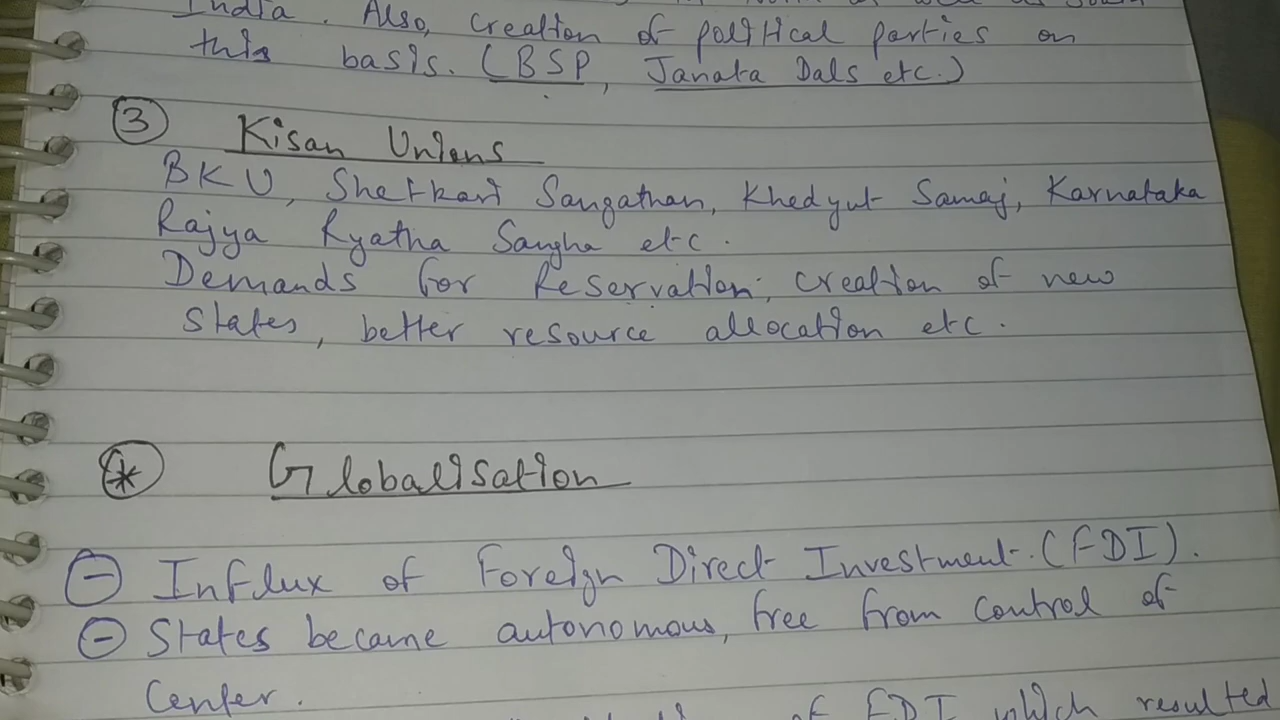 India. Also, creation of political parties on
this basis. (BSP, Janata Dals etc.)
③ Kisan Unions
BKU, Shetkari Sangathan, Khedyut Samaj, Karnataka
Rajya Ryatha Sangha etc.
Demands for Reservation, creation of new
States, better resource allocation etc.
* Globalisation
- Influx of Foreign Direct Investment. (FDI).
- States became autonomous, free from control of
Center.
of FDI which resulted